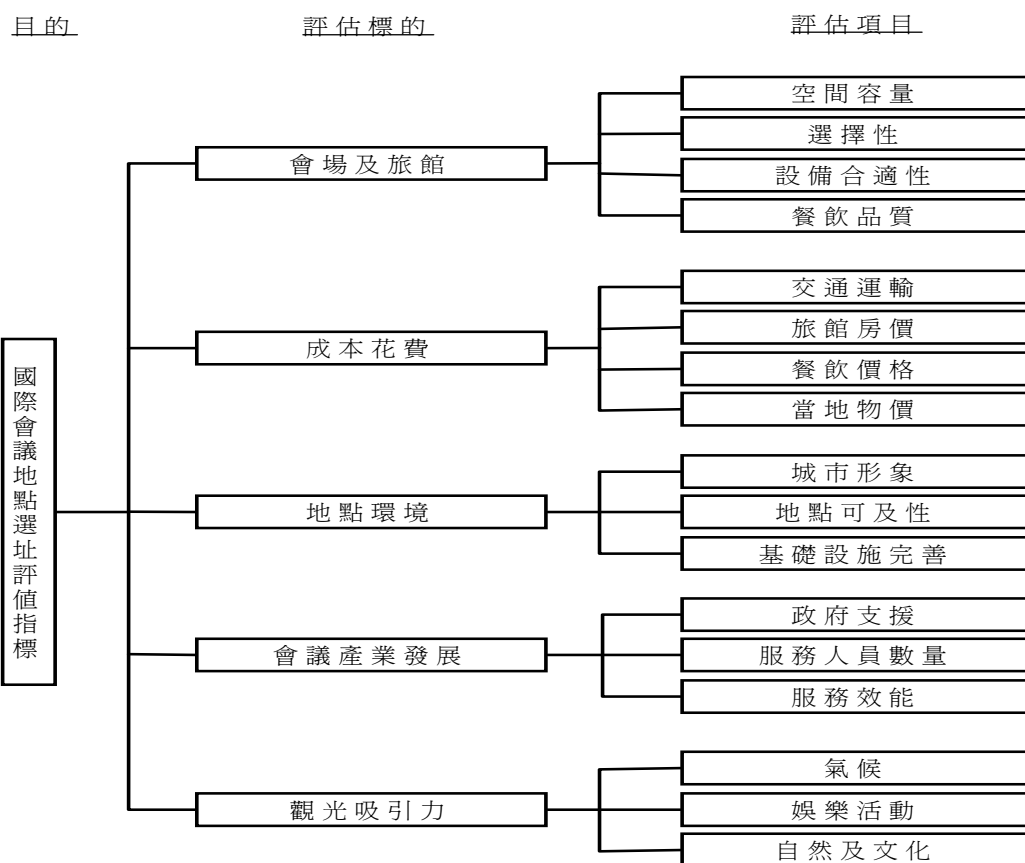 目的
評估標的
評估項目
國際會議地點選址評值指標
會場及旅館
空間容量
選擇性
設備合適性
餐飲品質
成本花費
交通運輸
旅館房價
餐飲價格
當地物價
地點環境
城市形象
地點可及性
基礎設施完善
會議產業發展
政府支援
服務人員數量
服務效能
觀光吸引力
氣候
娛樂活動
自然及文化